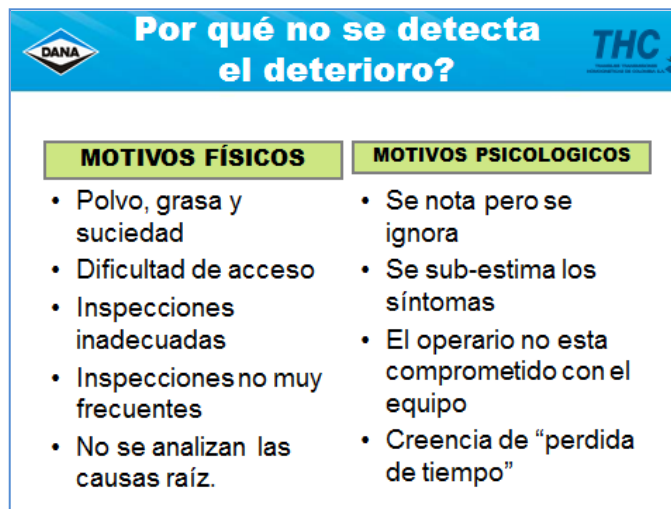 DANA
Por qué no se detecta
el deterioro?
THC
MOTIVOS FÍSICOS
• Polvo, grasa y
suciedad
• Dificultad de acceso
• Inspecciones
inadecuadas
• Inspecciones no muy
frecuentes
• No se analizan las
causas raíz.
MOTIVOS PSICOLOGICOS
• Se nota pero se
ignora
• Se sub-estima los
síntomas
• El operario no esta
comprometido con el
equipo
• Creencia de “perdida
de tiempo”